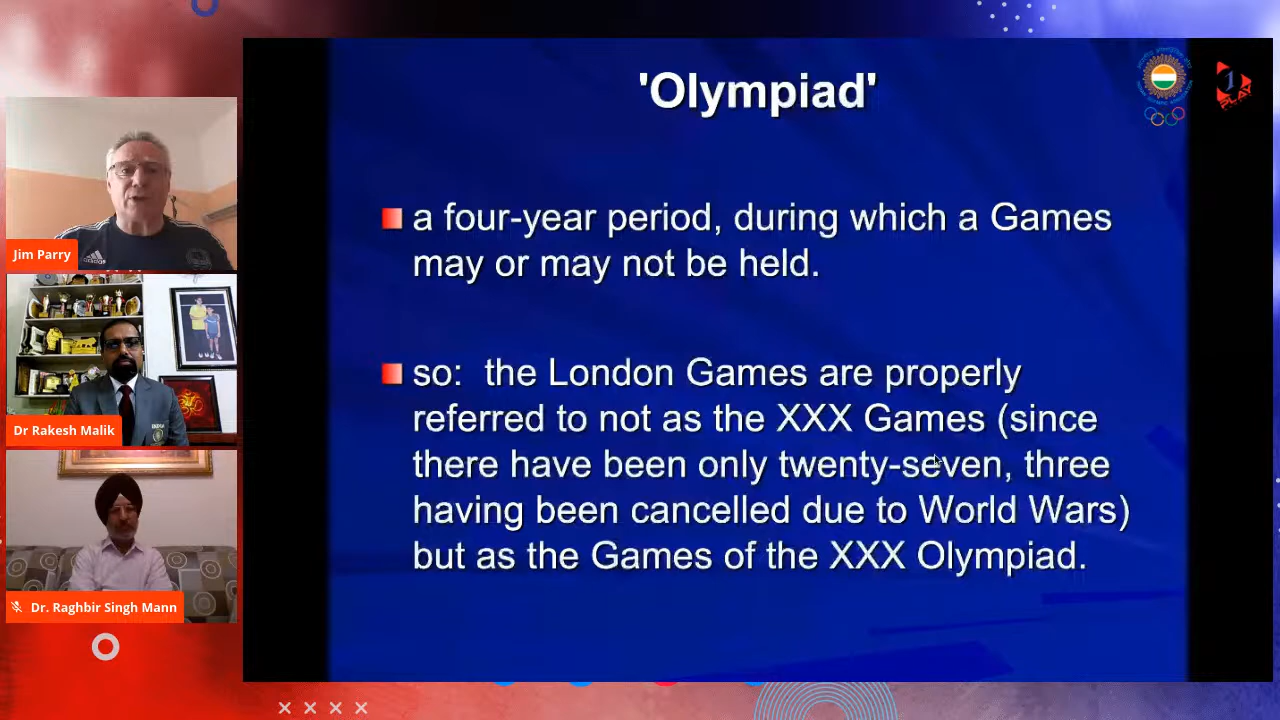 'Olympiad'
a four-year period, during which a Games
may or may not be held.
so: the London Games are properly
referred to not as the XXX Games (since
there have been only twenty-seven, three
having been cancelled due to World Wars)
but as the Games of the XXX Olympiad.
Jim Parry
adidas
Dr Rakesh Malik
Dr. Raghbir Singh Mann
1
PLAY